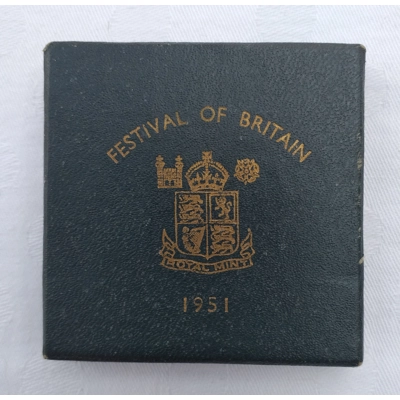 FESTIVAL OF BRITAIN
ROYAL MINT
1951